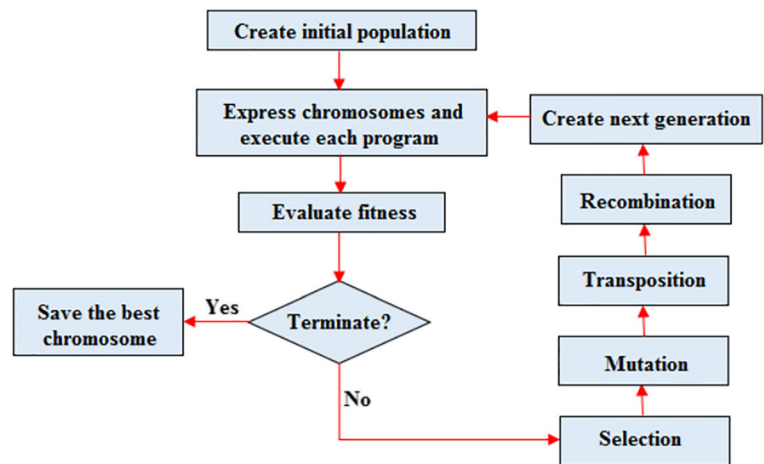 Create initial population
Express chromosomes and
execute each program
Create next generation
Recombination
Evaluate fitness
Transposition
Save the best
chromosome
Yes
Terminate?
Mutation
No
Selection